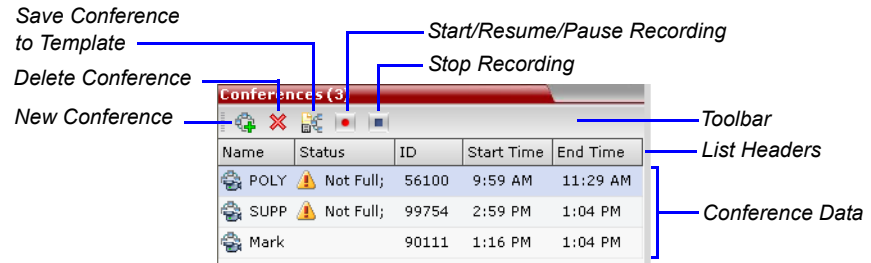 Save Conference
to Template
Start/Resume/Pause Recording
Stop Recording
Delete Conference
New Conference
Conferences (3)
Toolbar
List Headers
Name Status ID Start Time End Time
POLY Not Full; 56100 9:59 AM 11:29 AM
SUPP Not Full; 99754 2:59 PM 1:04 PM
Mark 90111 1:16 PM 1:04 PM
Conference Data